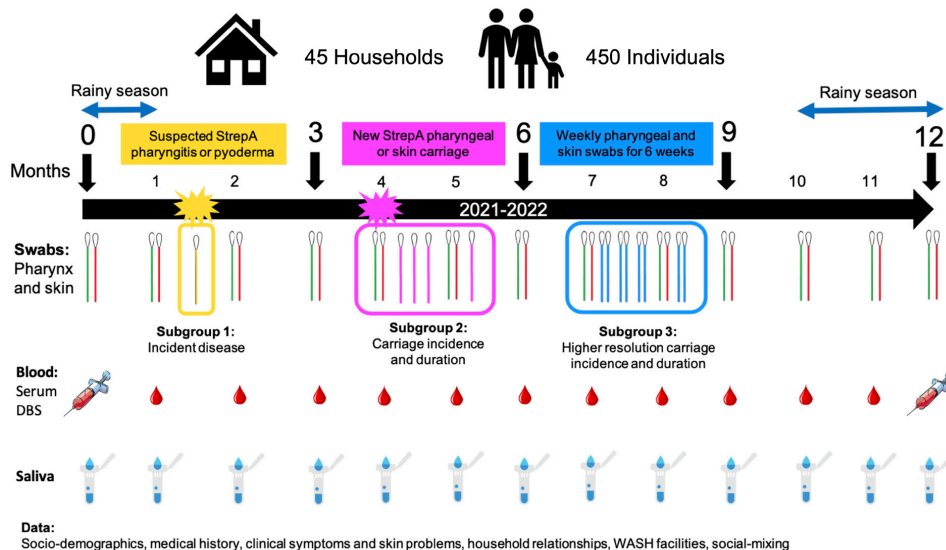 45 Households
450 Individuals
Rainy season
Rainy season
0
Suspected StrepA
pharyngitis or pyoderma
3
New StrepA pharyngeal
or skin carriage
6
Weekly pharyngeal and
skin swabs for 6 weeks
9
12
Months
1
2
4
5
7
8
10
11
2021-2022
Swabs:
Pharynx
and skin
Subgroup 1:
Incident disease
Subgroup 2:
Carriage incidence
and duration
Subgroup 3:
Higher resolution carriage
incidence and duration
Blood:
Serum
DBS
Saliva
Data:
Socio-demographics, medical history, clinical symptoms and skin problems, household relationships, WASH facilities, social-mixing